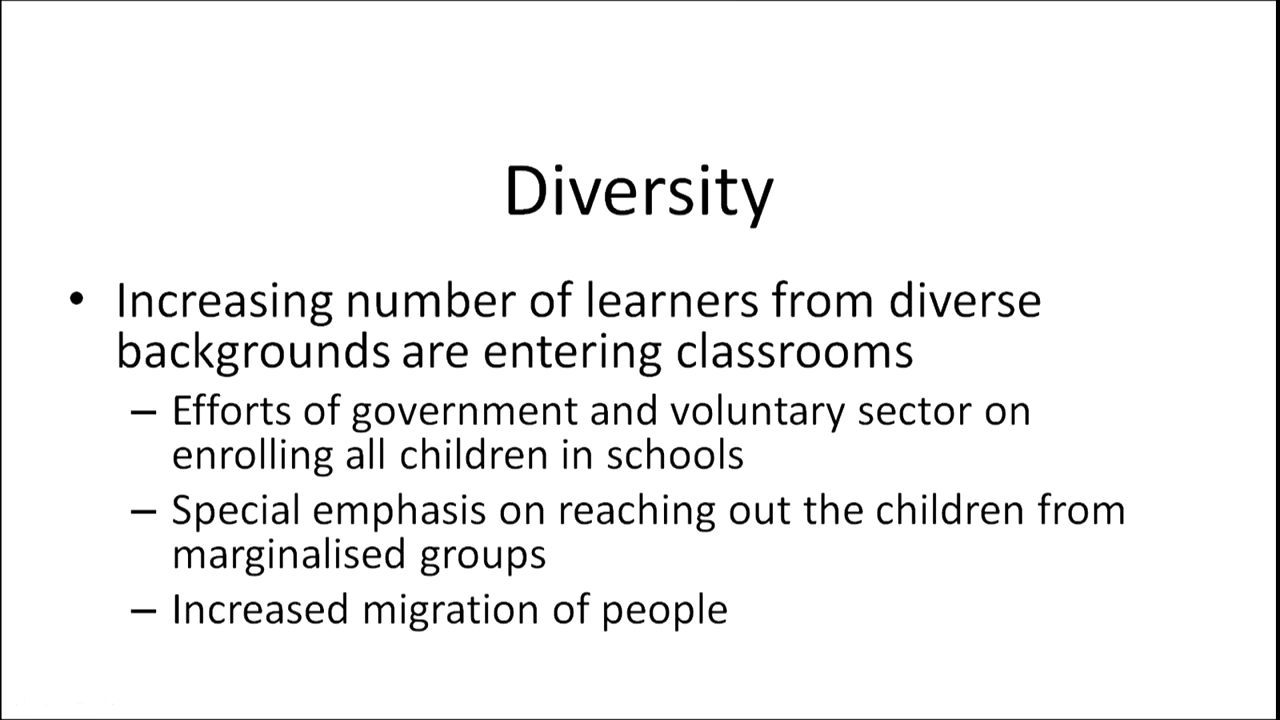 Diversity
• Increasing number of learners from diverse
backgrounds are entering classrooms
– Efforts of government and voluntary sector on
enrolling all children in schools
– Special emphasis on reaching out the children from
marginalised groups
– Increased migration of people